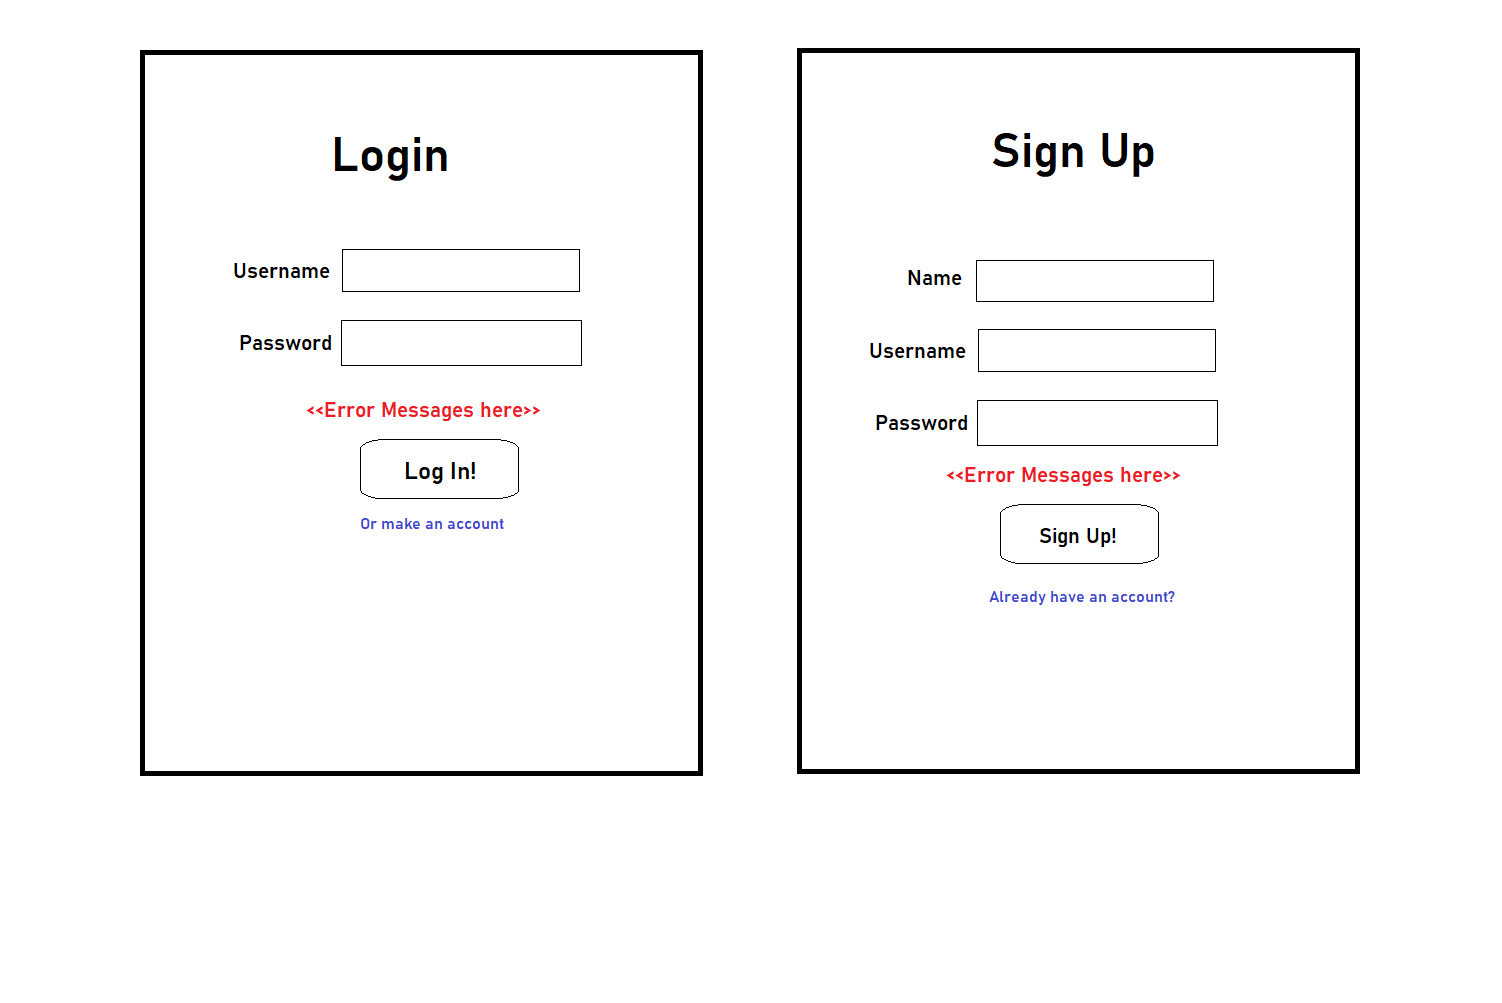 Login
Username
Password
<<Error Messages here>>
Log In!
Or make an account
Sign Up
Name
Username
Password
<<Error Messages here>>
Sign Up!
Already have an account?